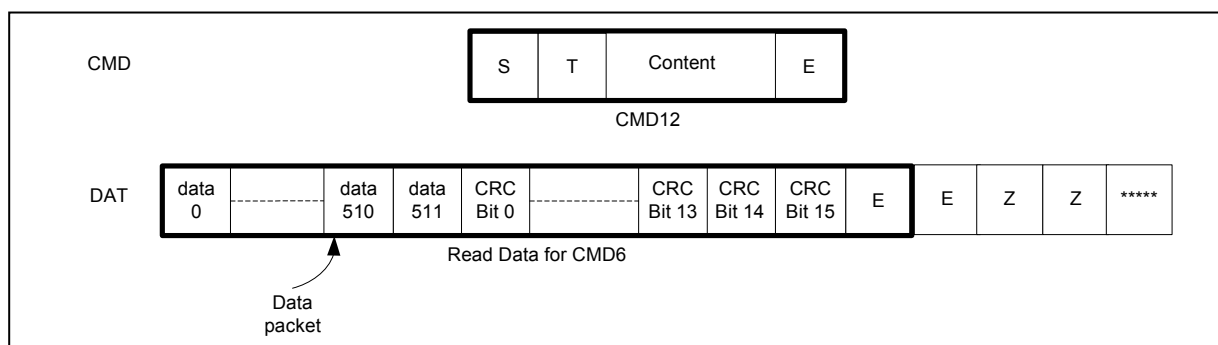 CMD
S T Content E
CMD12
DAT
data 0 data 510 data 511 CRC Bit 0 CRC Bit 13 CRC Bit 14 CRC Bit 15 E E Z Z *****
Read Data for CMD6
Data
packet